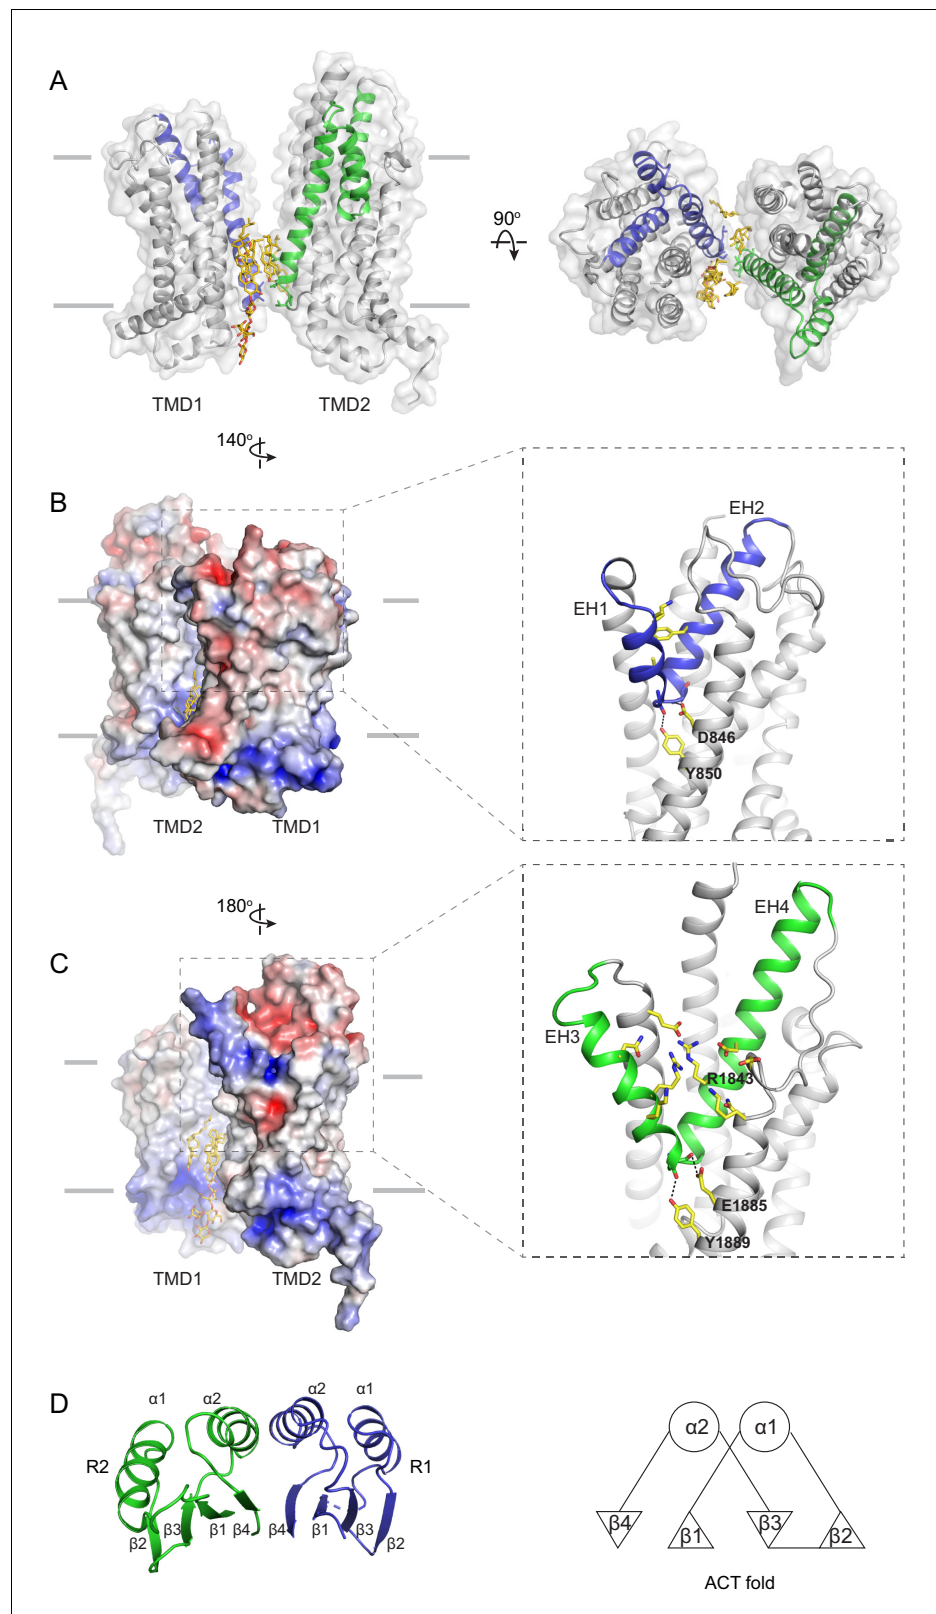 A
90°
TMD1
TMD2
140°
B
EH2
EH1
D846
Y850
TMD2
TMD1
180°
C
EH4
EH3
R1843
E1885
Y1889
TMD1
TMD2
D
α1
α2
α2
α1
R2
R1
β2
β3
β1
β4
β4
β1
β3
β2
α2
α1
β4
β1
β3
β2
ACT fold